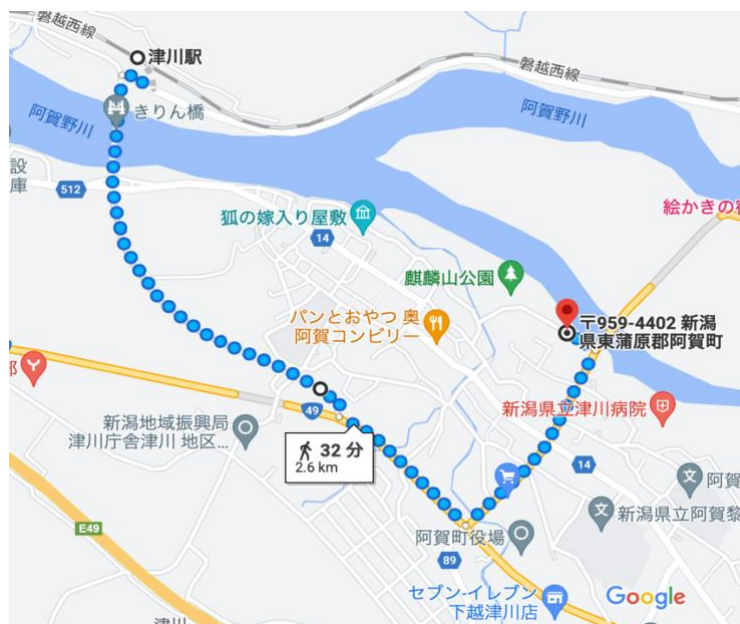 磐越西線
津川駅
磐越西線
きりん橋
阿賀野川
阿賀野川
設
庫
512
絵かきの宿
狐の嫁入り屋敷
14
麒麟山公園
〒959-4402 新潟
県東蒲原郡阿賀町
パンとおやつ 奥
阿賀コンビリー
部
49
新潟県立津川病院
新潟地域振興局
津川庁舎津川 地区...
32 分
2.6 km
14
阿賀
新潟県立阿賀黎
E49
阿賀町役場
89
セブン-イレブン
下越津川店
Google
津川